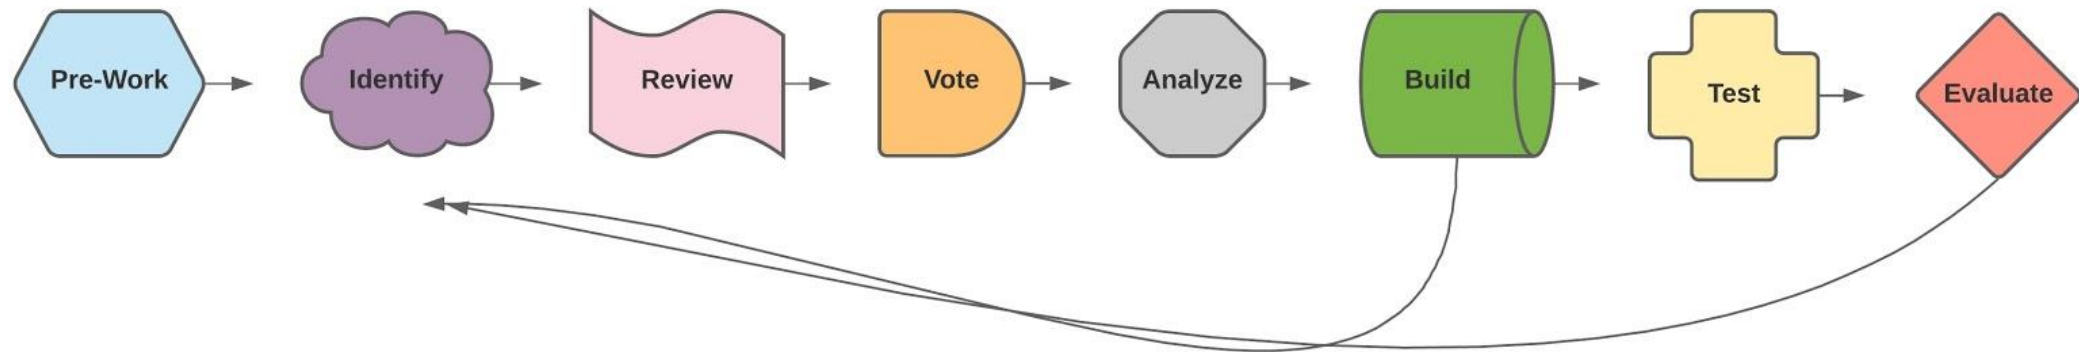 Pre-Work
Identify
Review
Vote
Analyze
Build
Test
Evaluate